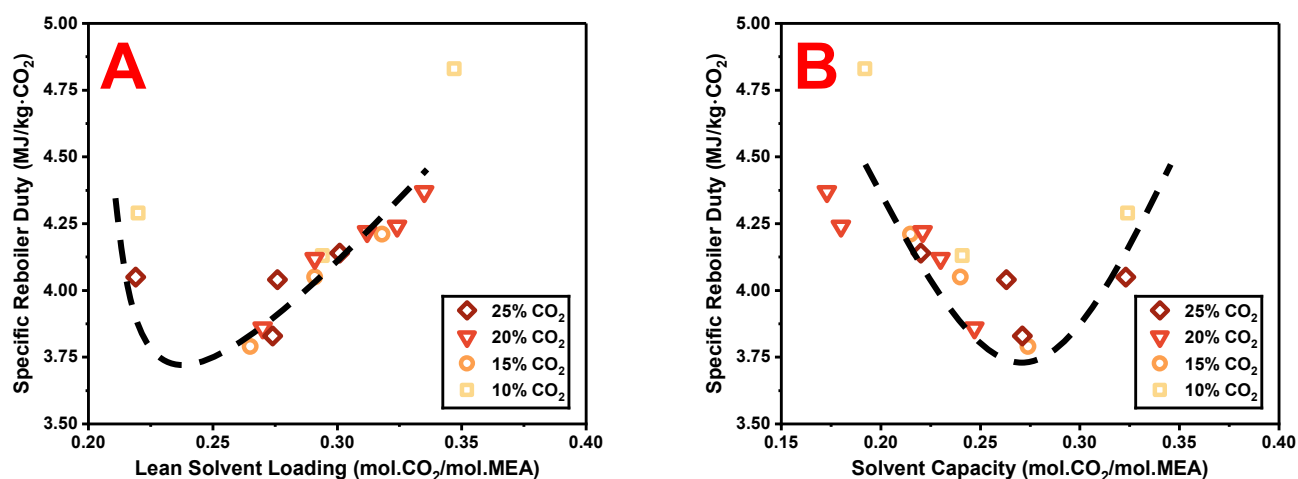 A
5.00
4.75
4.50
4.25
4.00
3.75
3.50
Specific Reboiler Duty (MJ/kg·CO₂)
0.20 0.25 0.30 0.35 0.40
Lean Solvent Loading (mol.CO₂/mol.MEA)
25% CO₂
20% CO₂
15% CO₂
10% CO₂
B
5.00
4.75
4.50
4.25
4.00
3.75
3.50
Specific Reboiler Duty (MJ/kg·CO₂)
0.15 0.20 0.25 0.30 0.35 0.40
Solvent Capacity (mol.CO₂/mol.MEA)
25% CO₂
20% CO₂
15% CO₂
10% CO₂